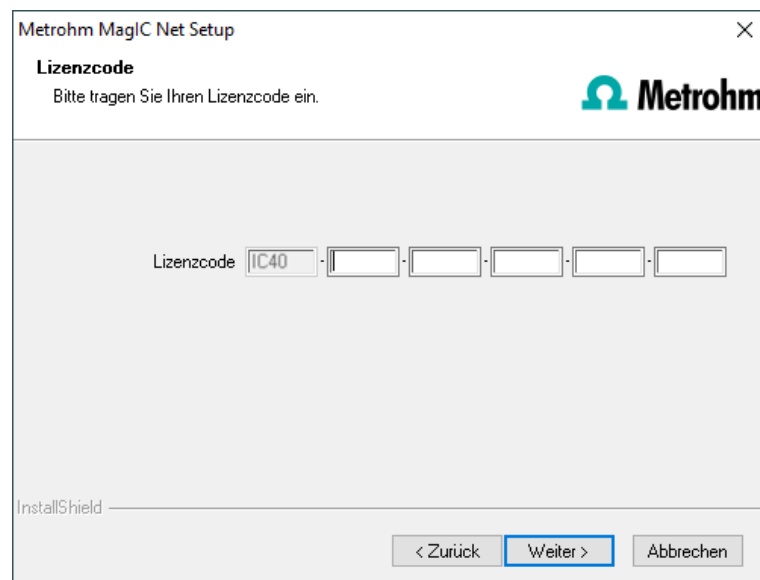 Metrohm MagIC Net Setup
Lizenzcode
Bitte tragen Sie Ihren Lizenzcode ein.
Metrohm
Lizenzcode IC40 - - - - -
InstallShield
< Zurück Weiter > Abbrechen